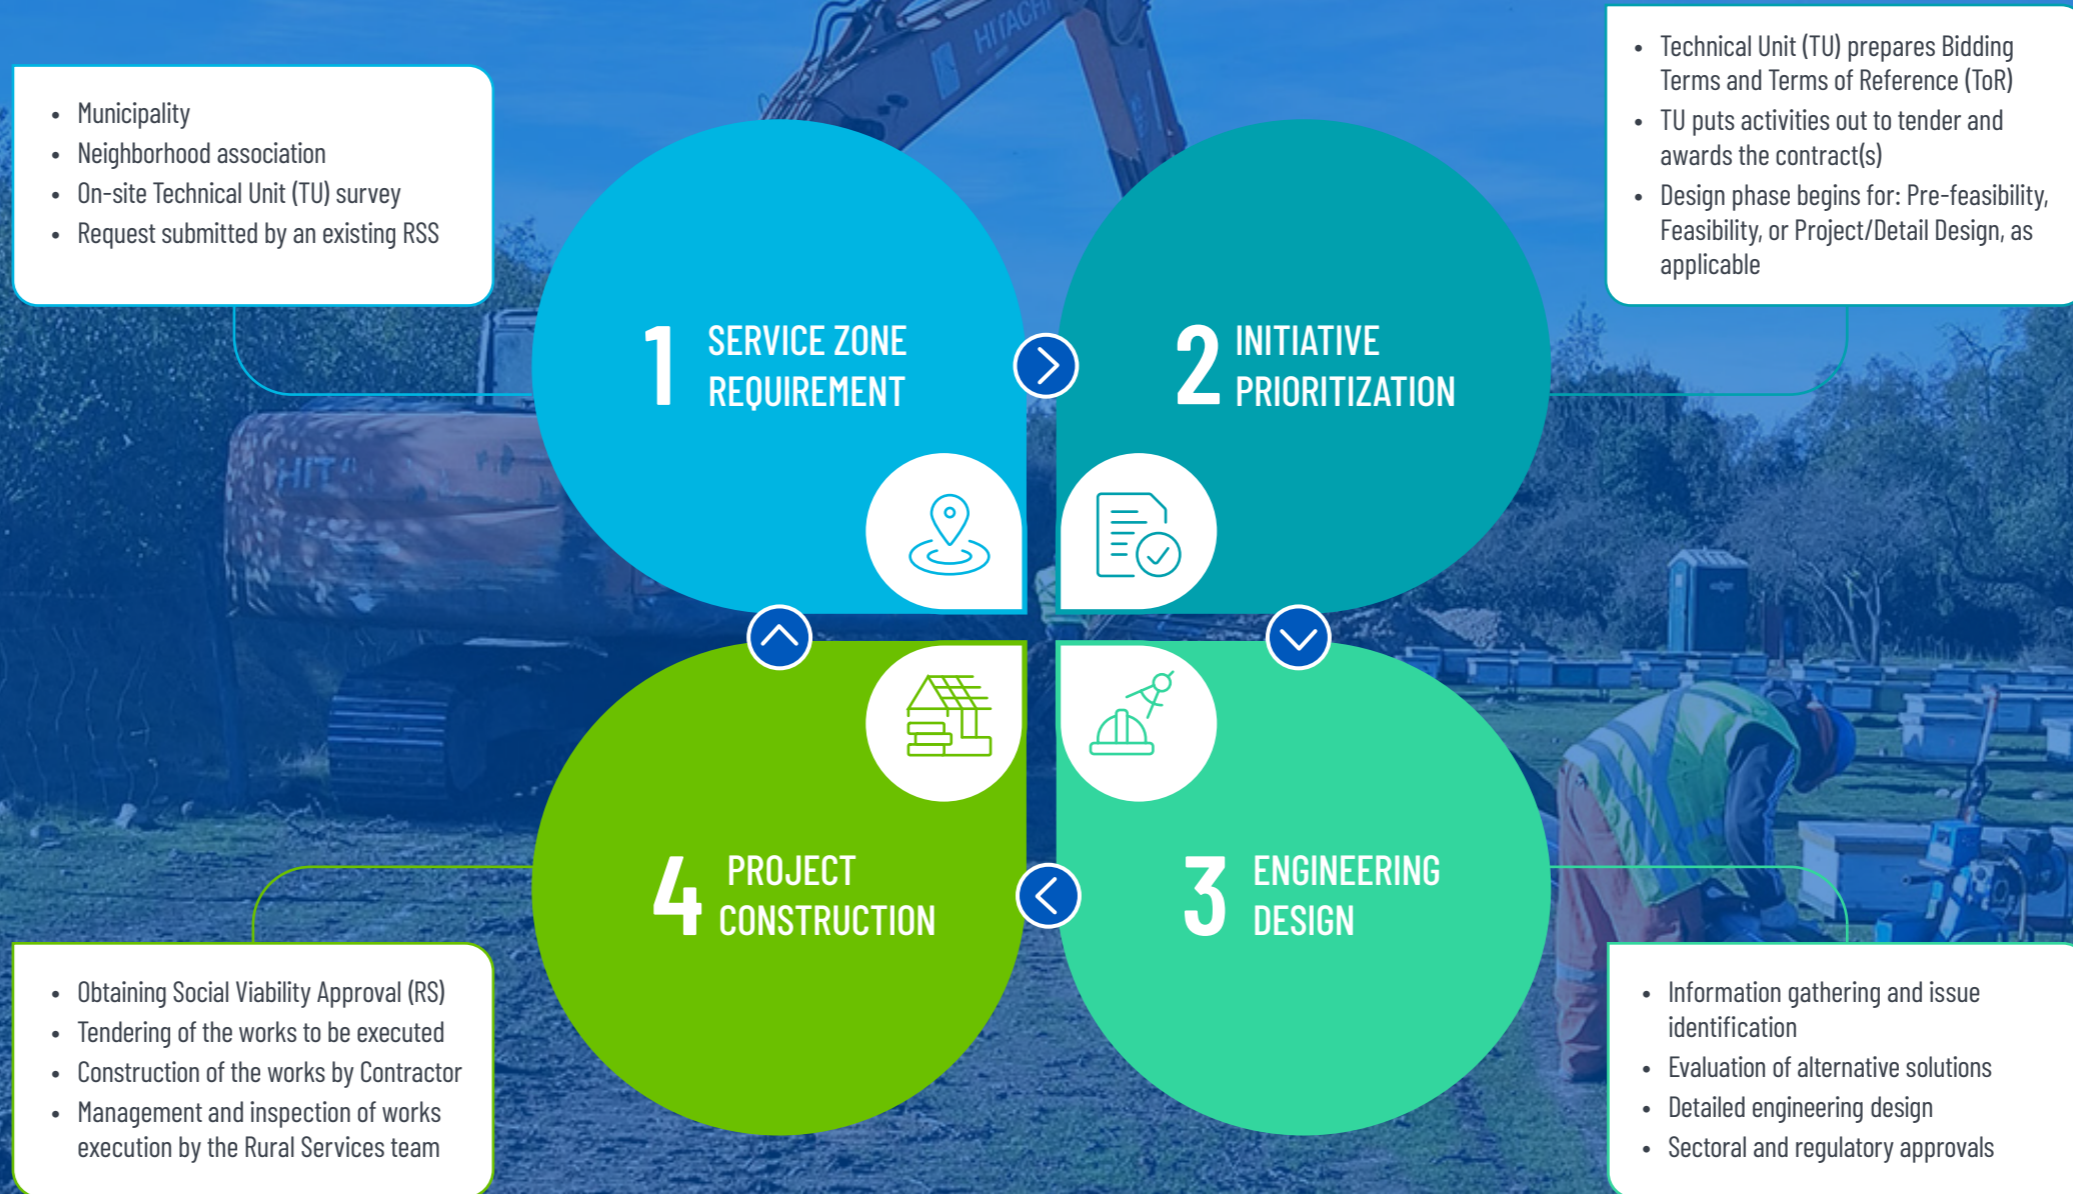 HITACHI
• Municipality
• Neighborhood association
• On-site Technical Unit (TU) survey
• Request submitted by an existing RSS
1 SERVICE ZONE
REQUIREMENT
2 INITIATIVE
PRIORITIZATION
• Technical Unit (TU) prepares Bidding
Terms and Terms of Reference (ToR)
• TU puts activities out to tender and
awards the contract(s)
• Design phase begins for: Pre-feasibility,
Feasibility, or Project/Detail Design, as
applicable
HIT
4 PROJECT
CONSTRUCTION
3 ENGINEERING
DESIGN
• Obtaining Social Viability Approval (RS)
• Tendering of the works to be executed
• Construction of the works by Contractor
• Management and inspection of works
execution by the Rural Services team
• Information gathering and issue
identification
• Evaluation of alternative solutions
• Detailed engineering design
• Sectoral and regulatory approvals